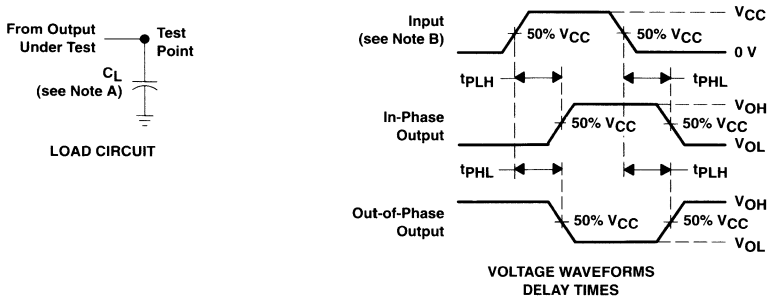 From Output
Under Test
Test
Point
CL
(see Note A)
LOAD CIRCUIT
Input
(see Note B)
50% VCC
50% VCC
VCC
0 V
tPLH
tPHL
In-Phase
Output
50% VCC
50% VCC
VOH
VOL
tPHL
tPLH
Out-of-Phase
Output
50% VCC
50% VCC
VOH
VOL
VOLTAGE WAVEFORMS
DELAY TIMES